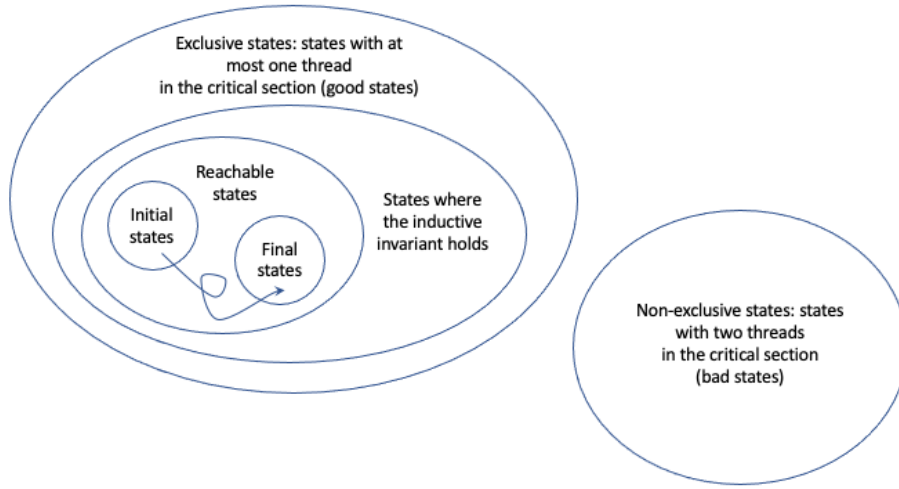 Exclusive states: states with at
most one thread
in the critical section (good states)
Reachable
states
Initial
states
States where
the inductive
invariant holds
Final
states
Non-exclusive states: states
with two threads
in the critical section
(bad states)